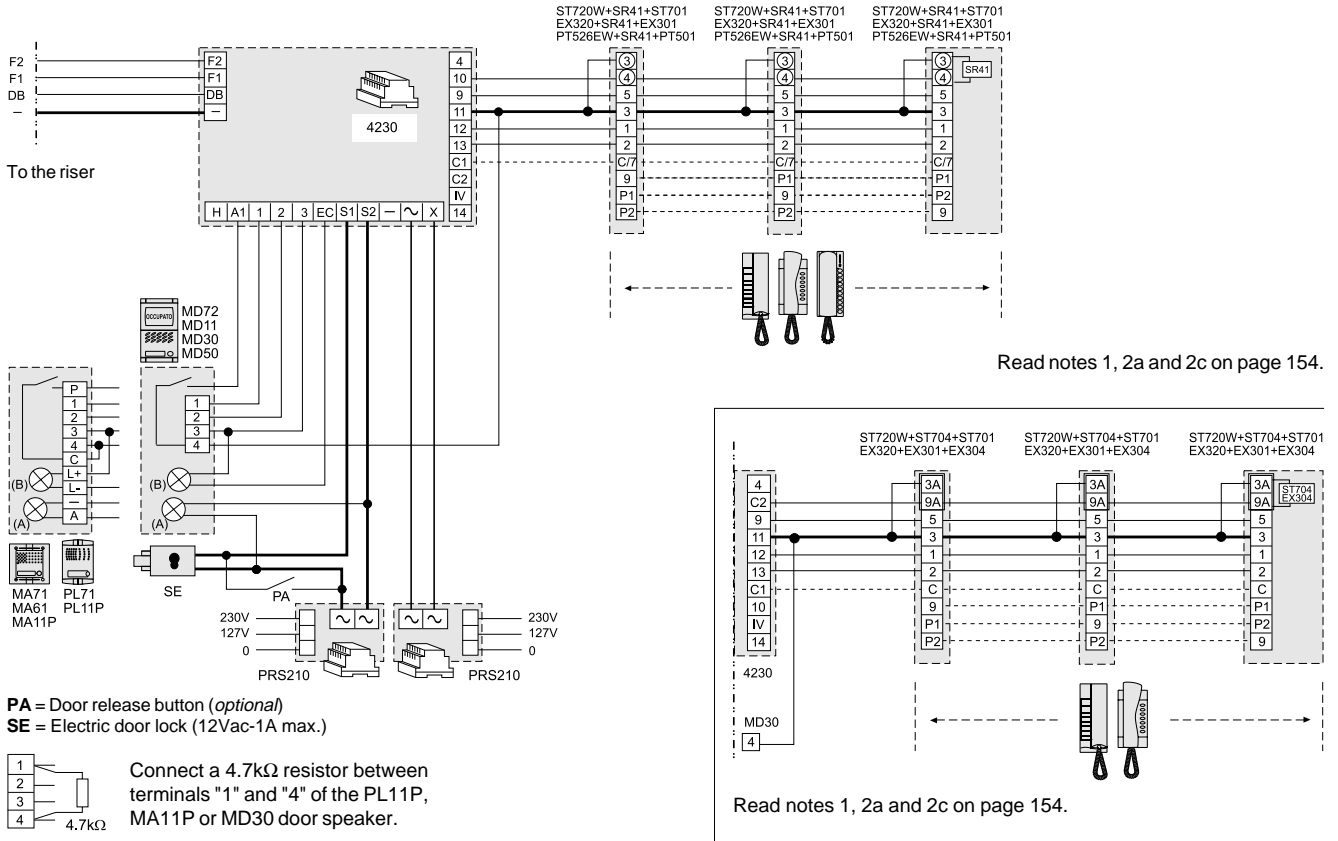 ST720W+SR41+ST701 ST720W+SR41+ST701 ST720W+SR41+ST701
EX320+SR41+EX301 EX320+SR41+EX301 EX320+SR41+EX301
PT526EW+SR41+PT501 PT526EW+SR41+PT501 PT526EW+SR41+PT501
F2 F2 4 3 3 3
F1 F1 10 4 4 4 SR41
DB DB 9 5 5 5
– – 11 3 3 3
4230 12 1 1 1
13 2 2 2
To the riser C1 C/7 C/7 C/7
C2 9 P1 P1
IV P1 9 P2
H A1 1 2 3 EC S1 S2 – ~ X 14 P2 P2 9
OCCUPATO
MD72
MD11
MD30
MD50
Read notes 1, 2a and 2c on page 154.
P
1 1
2 2
3 3
4 4
C
L+
L-
–
A
(B) (B)
(A) (A)
MA71 PL71
MA61 PL11P
MA11P
SE PA
~ ~ ~ ~
230V 230V
127V 127V
0 0
PRS210 PRS210
PA = Door release button (optional)
SE = Electric door lock (12Vac-1A max.)
1
2
3
4 4.7kΩ
Connect a 4.7kΩ resistor between
terminals "1" and "4" of the PL11P,
MA11P or MD30 door speaker.
ST720W+ST704+ST701 ST720W+ST704+ST701 ST720W+ST704+ST701
EX320+EX301+EX304 EX320+EX301+EX304 EX320+EX301+EX304
4 3A 3A 3A ST704
C2 9A 9A 9A EX304
9 5 5 5
11 3 3 3
12 1 1 1
13 2 2 2
C1 C C C
10 9 P1 P1
IV P1 9 P2
14 P2 P2 9
4230
MD30
4
Read notes 1, 2a and 2c on page 154.